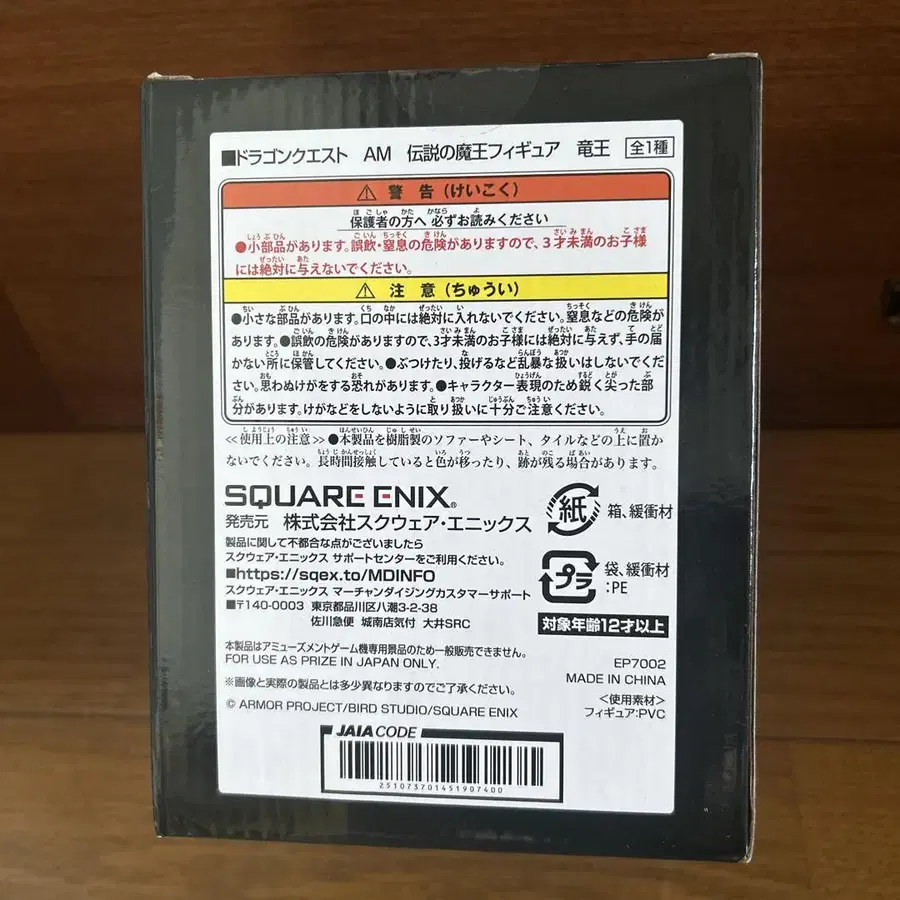 ■ドラゴンクエスト AM 伝説の魔王フィギュア 竜王 全1種
⚠ 警告(けいこく)
保護者の方へ 必ずお読みください
●小部品があります。誤飲・窒息の危険がありますので、3才未満のお子様
には絶対に与えないでください。
⚠ 注意(ちゅうい)
●小さな部品があります。口の中には絶対に入れないでください。窒息などの危険が
あります。●誤飲の危険がありますので、3才未満のお子様には絶対に与えず、手の届
かない所に保管してください。●ぶつけたり、投げるなど乱暴な扱いはしないでくださ
い。思わぬけがをする恐れがあります。●キャラクター表現のため鋭く尖った部
分があります。けがなどをしないように取り扱いに十分ご注意ください。
≪使用上の注意≫●本製品を樹脂製のソファーやシート、タイルなどの上に置か
ないでください。長時間接触していると色が移ったり、跡が残る場合があります。
SQUARE ENIX®
発売元 株式会社スクウェア・エニックス
製品に関して不都合な点がございましたら
スクウェア・エニックス サポートセンターをご利用ください。
■https://sqex.to/MDINFO
スクウェア・エニックス マーチャンダイジングカスタマーサポート
■〒140-0003 東京都品川区八潮3-2-38
佐川急便 城南店気付 大井SRC
紙 箱、緩衝材
プラ 袋、緩衝材
:PE
対象年齢12才以上
本製品はアミューズメントゲーム機専用景品のため一般販売できません。
FOR USE AS PRIZE IN JAPAN ONLY.
※画像と実際の製品とは多少異なりますのでご了承ください。
© ARMOR PROJECT/BIRD STUDIO/SQUARE ENIX
EP7002
MADE IN CHINA
<使用素材>
フィギュア:PVC
JAIA CODE
251073701451907400